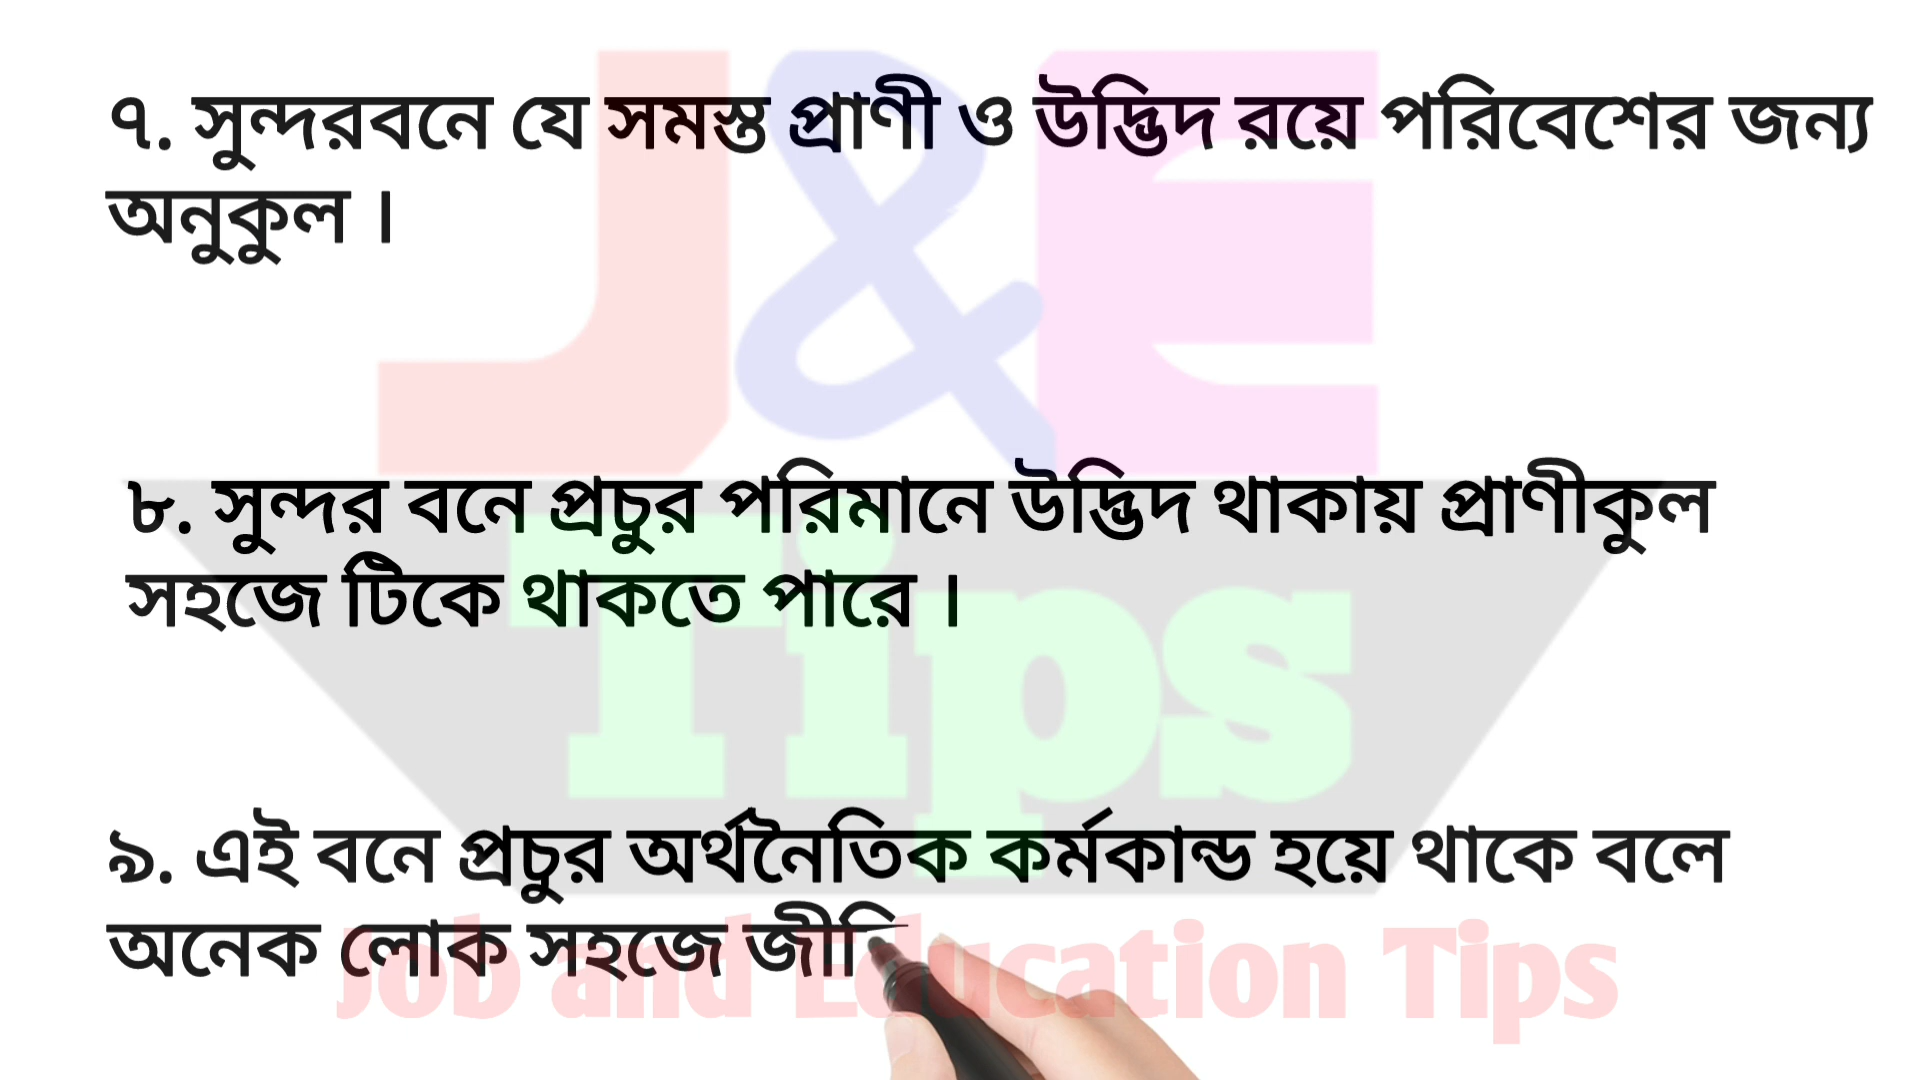 ৭. সুন্দরবনে যে সমস্ত প্রাণী ও উদ্ভিদ রয়ে পরিবেশের জন্য
অনুকুল ।
৮. সুন্দর বনে প্রচুর পরিমানে উদ্ভিদ থাকায় প্রাণীকুল
সহজে টিকে থাকতে পারে ।
৯. এই বনে প্রচুর অর্থনৈতিক কর্মকান্ড হয়ে থাকে বলে
অনেক লোক সহজে
J&E
Tips
Job and Education Tips